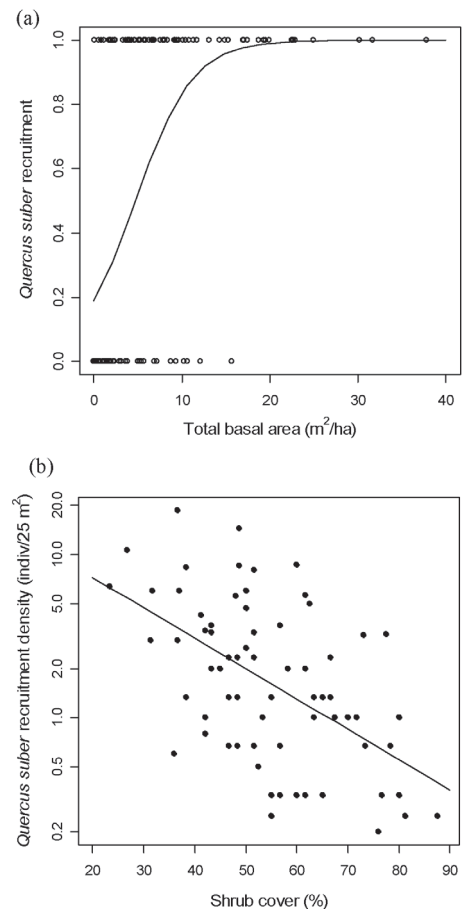 (a)
Quercus suber recruitment
1.0
0.8
0.6
0.4
0.2
0.0
0 10 20 30 40
Total basal area (m²/ha)
(b)
Quercus suber recruitment density (indiv/25 m²)
20.0
5.0
2.0
1.0
0.5
0.2
20 30 40 50 60 70 80 90
Shrub cover (%)